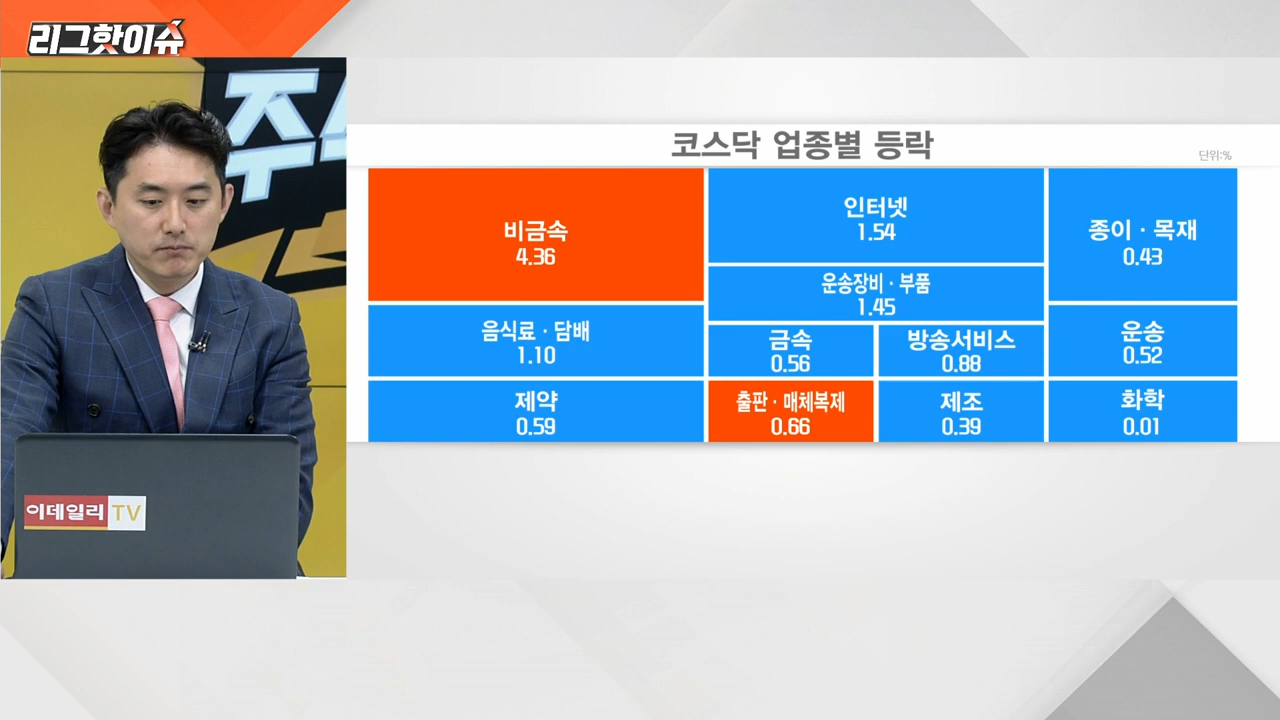 리그핫이슈
주
코스닥 업종별 등락
단위:%
비금속
4.36
인터넷
1.54
종이·목재
0.43
운송장비·부품
1.45
음식료·담배
1.10
금속
0.56
방송서비스
0.88
운송
0.52
제약
0.59
출판·매체복제
0.66
제조
0.39
화학
0.01
이데일리TV